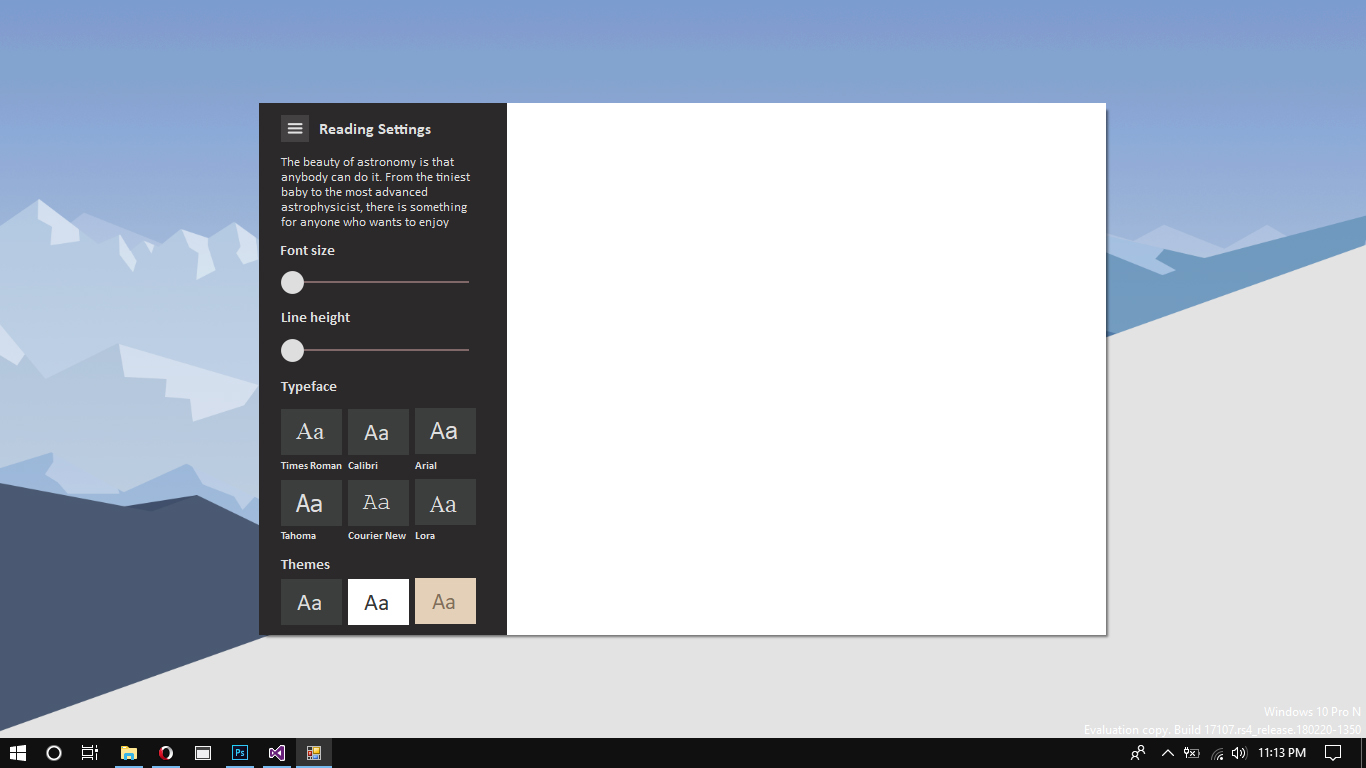 Reading Settings
The beauty of astronomy is that
anybody can do it. From the tiniest
baby to the most advanced
astrophysicist, there is something
for anyone who wants to enjoy
Font size
Line height
Typeface
Aa Aa Aa
Times Roman Calibri Arial
Aa Aa Aa
Tahoma Courier New Lora
Themes
Aa Aa Aa
Windows 10 Pro N
Evaluation copy. Build 17107.rs4_release.180220-1350
Ps
11:13 PM